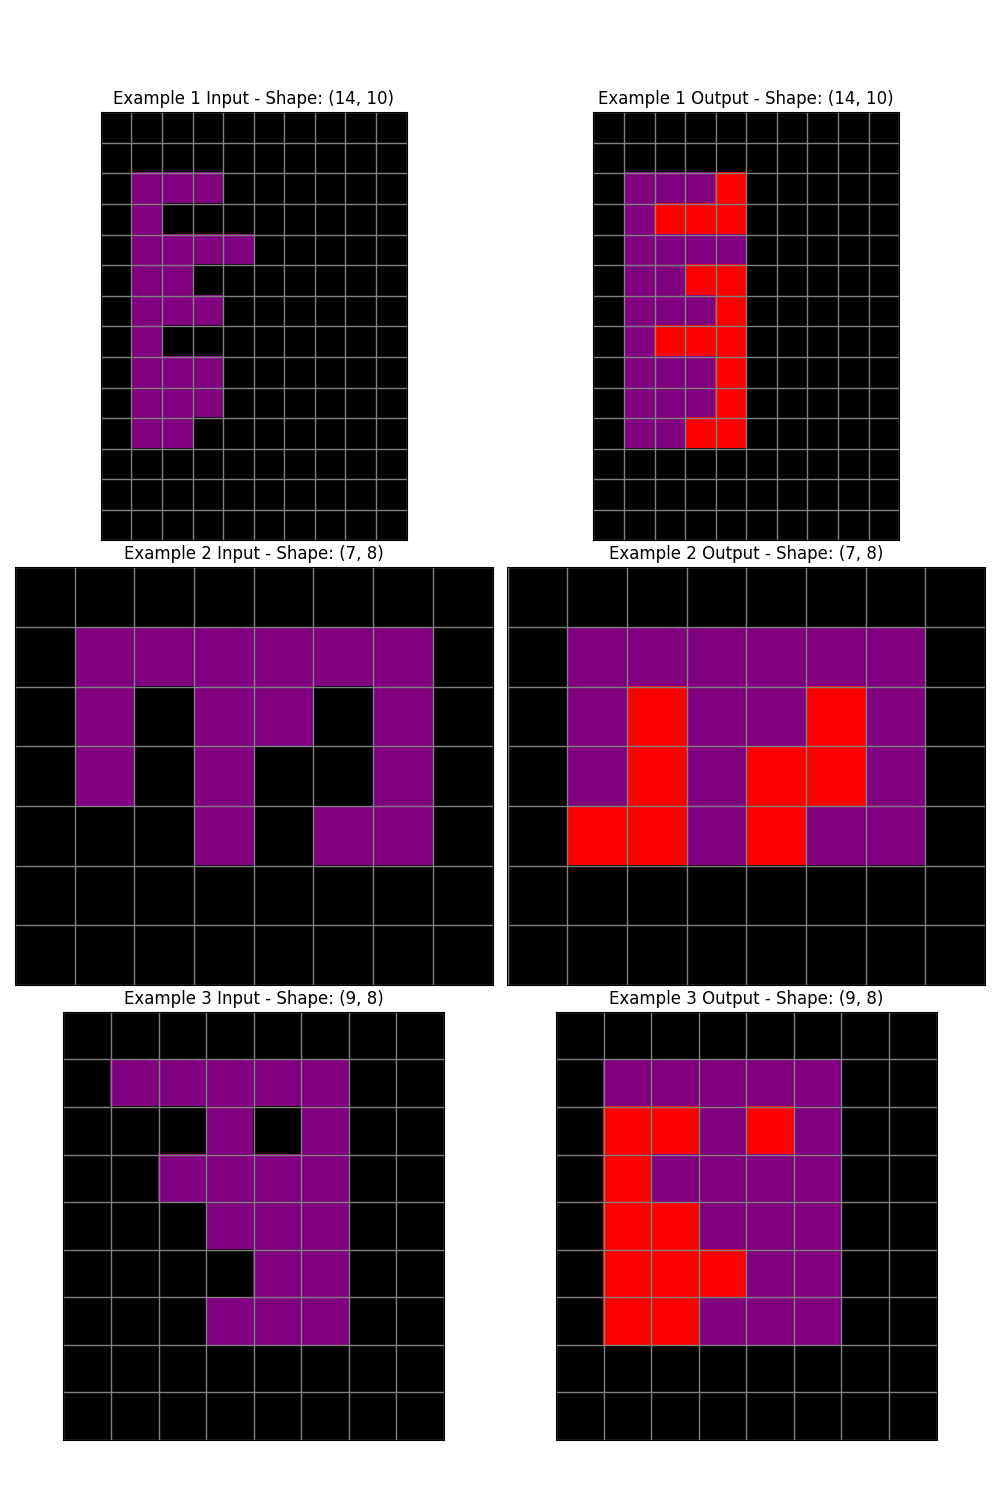 Example 1 Input - Shape: (14, 10)
Example 1 Output - Shape: (14, 10)
Example 2 Input - Shape: (7, 8)
Example 2 Output - Shape: (7, 8)
Example 3 Input - Shape: (9, 8)
Example 3 Output - Shape: (9, 8)